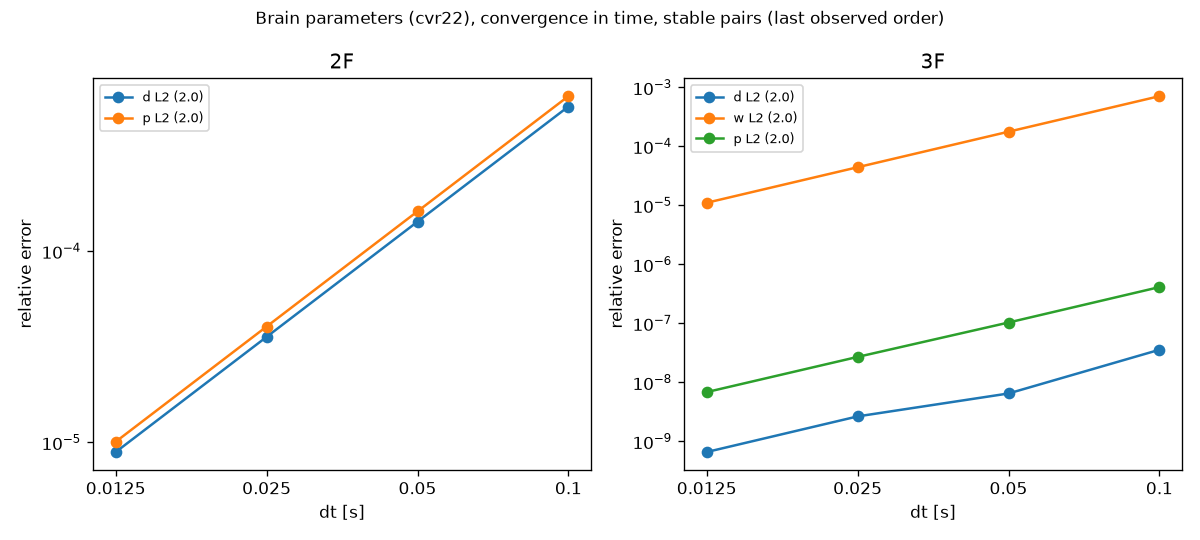 Brain parameters (cvr22), convergence in time, stable pairs (last observed order)
2F
d L2 (2.0)
p L2 (2.0)
relative error
10⁻⁴
10⁻⁵
0.0125 0.025 0.05 0.1
dt [s]
3F
d L2 (2.0)
w L2 (2.0)
p L2 (2.0)
relative error
10⁻³
10⁻⁴
10⁻⁵
10⁻⁶
10⁻⁷
10⁻⁸
10⁻⁹
0.0125 0.025 0.05 0.1
dt [s]